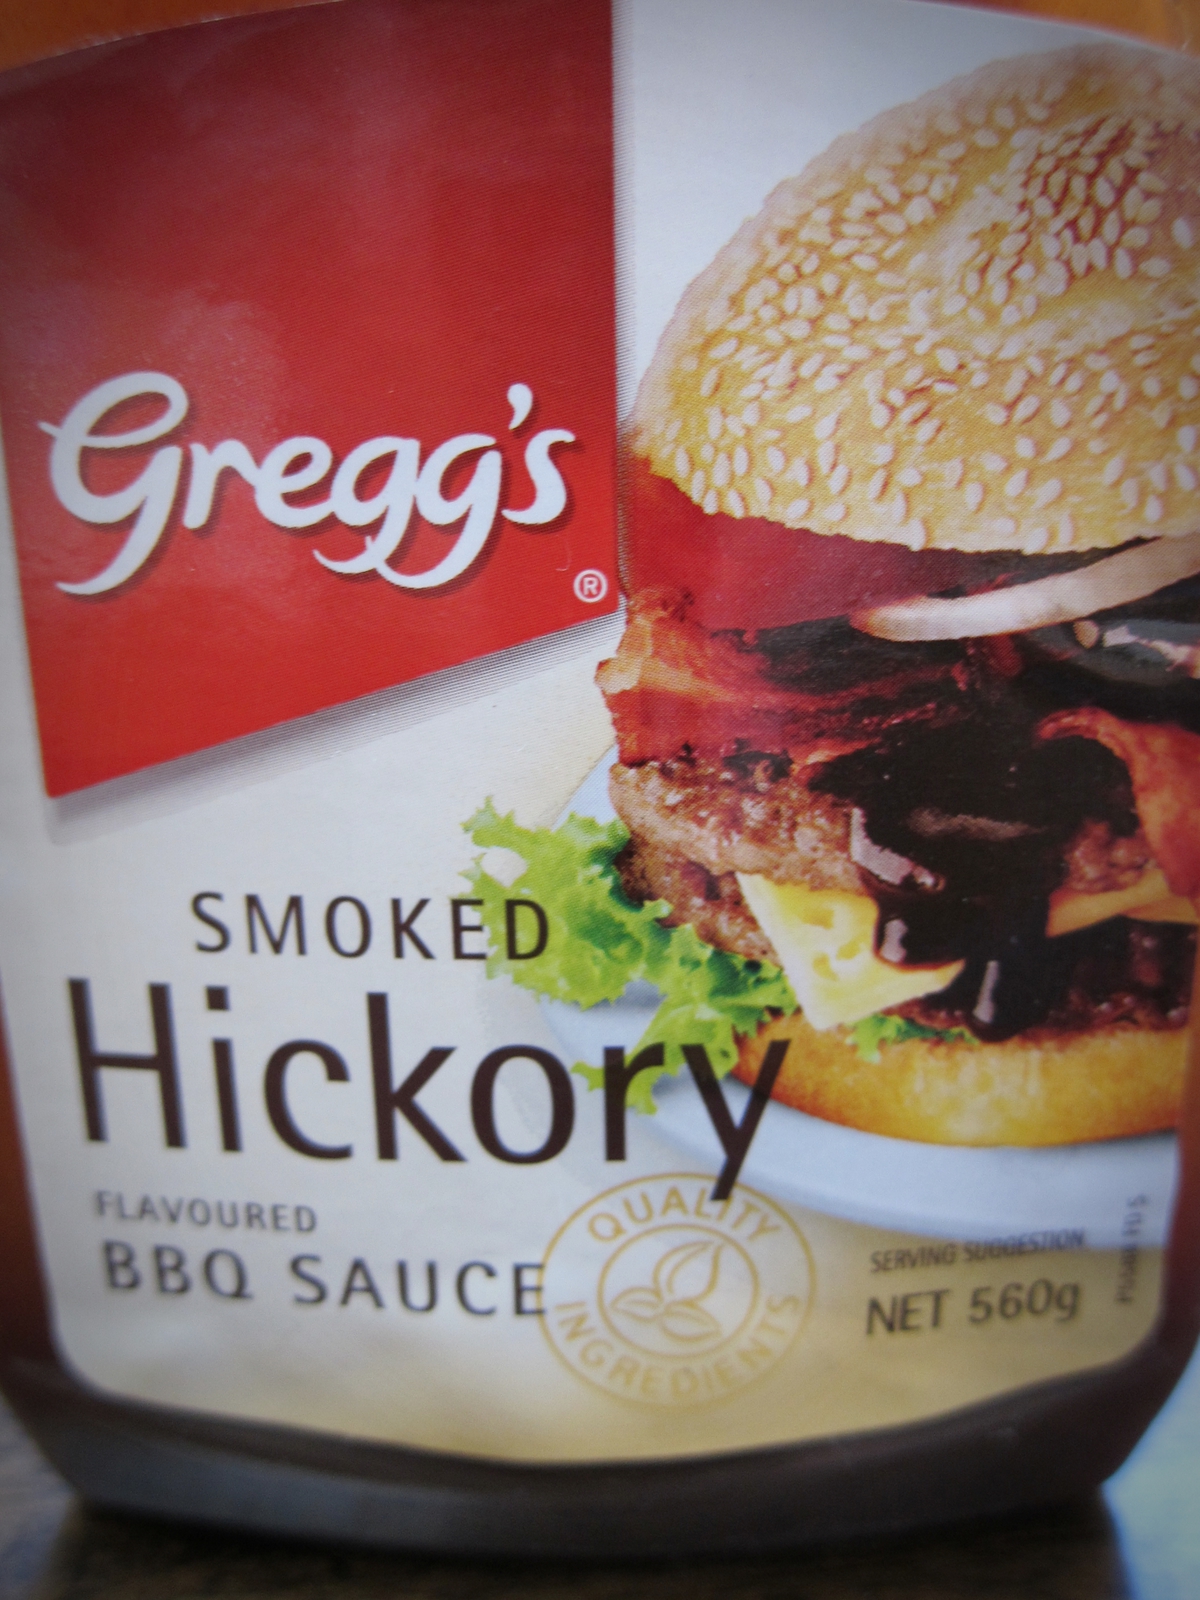 Gregg's
®
SMOKED
Hickory
FLAVOURED
BBQ SAUCE
QUALITY
INGREDIENTS
SERVING SUGGESTION
NET 560g